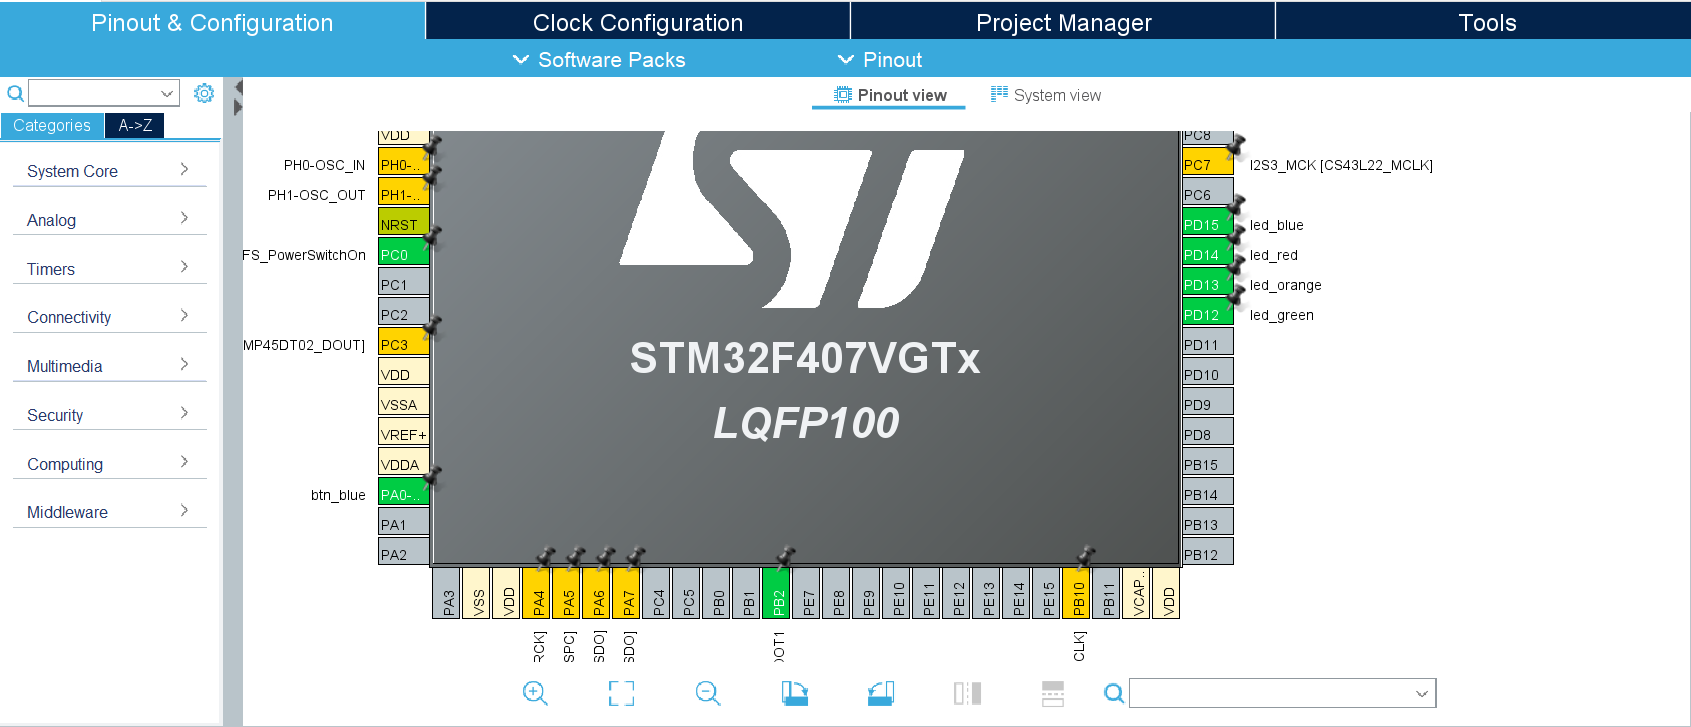 Pinout & Configuration
Clock Configuration
Project Manager
Tools
Software Packs
Pinout
Categories
A->Z
System Core
Analog
Timers
Connectivity
Multimedia
Security
Computing
Middleware
Pinout view
System view
VDD
PH0-OSC_IN PH0-..
PH1-OSC_OUT PH1-..
NRST
FS_PowerSwitchOn PC0
PC1
PC2
MP45DT02_DOUT] PC3
VDD
VSSA
VREF+
VDDA
btn_blue PA0-..
PA1
PA2
STM32F407VGTx
LQFP100
PC8
PC7 I2S3_MCK [CS43L22_MCLK]
PC6
PD15 led_blue
PD14 led_red
PD13 led_orange
PD12 led_green
PD11
PD10
PD9
PD8
PB15
PB14
PB13
PB12
PA3 VSS VDD PA4 PA5 PA6 PA7 PC4 PC5 PB0 PB1 PB2 PE7 PE8 PE9 PE10 PE11 PE12 PE13 PE14 PE15 PB10 PB11 VCAP.. VDD
RCK] SPC] SDO] SDO] OOT1 CLK]